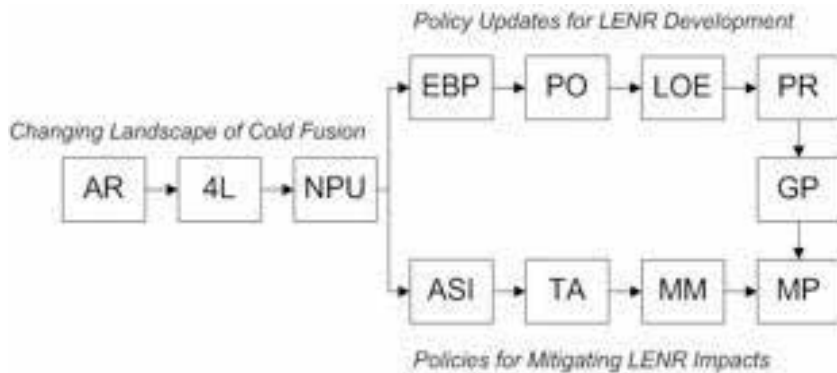 Policy Updates for LENR Development
EBP PO LOE PR
Changing Landscape of Cold Fusion
AR 4L NPU GP
ASI TA MM MP
Policies for Mitigating LENR Impacts